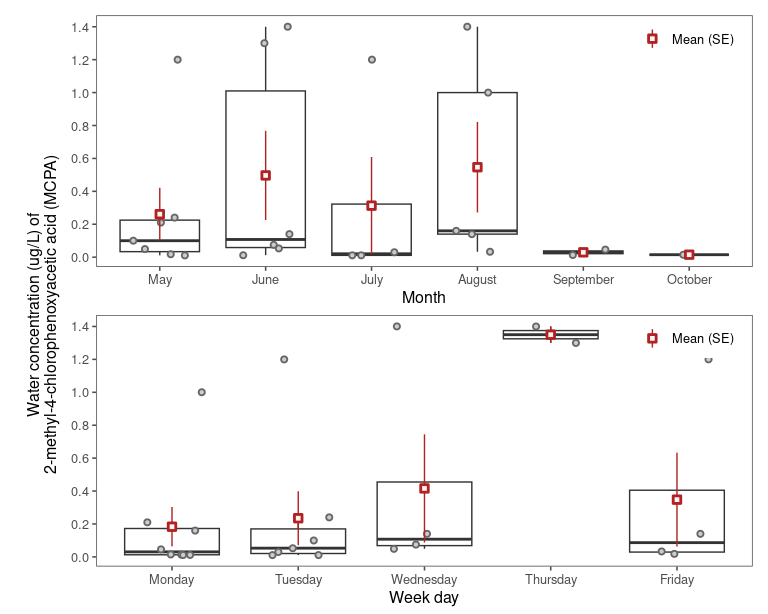 Water concentration (ug/L) of
2-methyl-4-chlorophenoxyacetic acid (MCPA)
1.4
1.2
1.0
0.8
0.6
0.4
0.2
0.0
Mean (SE)
May June July August September October
Month
1.4
1.2
1.0
0.8
0.6
0.4
0.2
0.0
Mean (SE)
Monday Tuesday Wednesday Thursday Friday
Week day